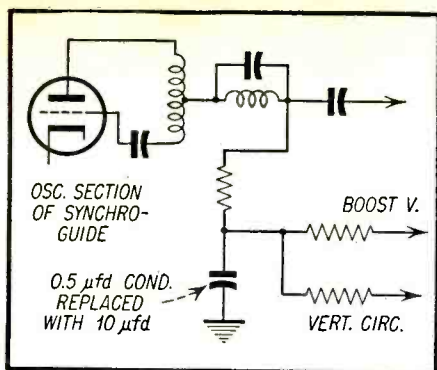 OSC. SECTION
OF SYNCHRO-
GUIDE
BOOST V.
0.5 µfd COND.
REPLACED
WITH 10 µfd
VERT. CIRC.